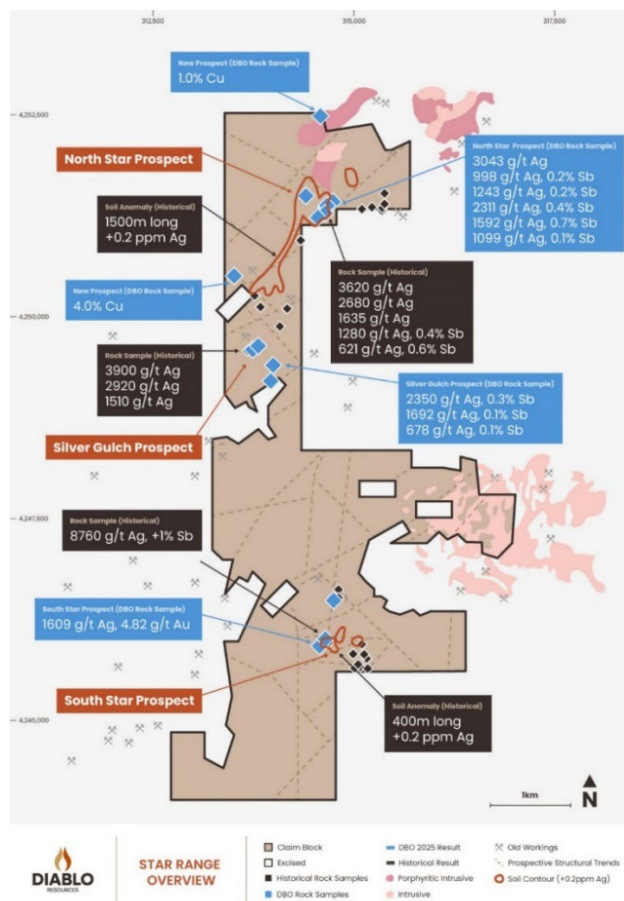 312,500
315,000
317,500
4,252,500
4,250,000
4,247,500
4,245,000
New Prospect (DBO Rock Sample)
1.0% Cu
North Star Prospect
North Star Prospect (DBO Rock Sample)
3043 g/t Ag
998 g/t Ag, 0.2% Sb
1243 g/t Ag, 0.2% Sb
2311 g/t Ag, 0.4% Sb
1592 g/t Ag, 0.7% Sb
1099 g/t Ag, 0.1% Sb
Soil Anomaly (Historical)
1500m long
+0.2 ppm Ag
Rock Sample (Historical)
3620 g/t Ag
2680 g/t Ag
1635 g/t Ag
1280 g/t Ag, 0.4% Sb
621 g/t Ag, 0.6% Sb
New Prospect (DBO Rock Sample)
4.0% Cu
Rock Sample (Historical)
3900 g/t Ag
2920 g/t Ag
1510 g/t Ag
Silver Gulch Prospect (DBO Rock Sample)
2350 g/t Ag, 0.3% Sb
1692 g/t Ag, 0.1% Sb
678 g/t Ag, 0.1% Sb
Silver Gulch Prospect
Rock Sample (Historical)
8760 g/t Ag, +1% Sb
South Star Prospect (DBO Rock Sample)
1609 g/t Ag, 4.82 g/t Au
South Star Prospect
Soil Anomaly (Historical)
400m long
+0.2 ppm Ag
1km
N
DIABLO
RESOURCES
STAR RANGE
OVERVIEW
Claim Block
Excised
Historical Rock Samples
DBO Rock Samples
DBO 2025 Result
Historical Result
Porphyritic Intrusive
Intrusive
Old Workings
Prospective Structural Trends
Soil Contour (+0.2ppm Ag)